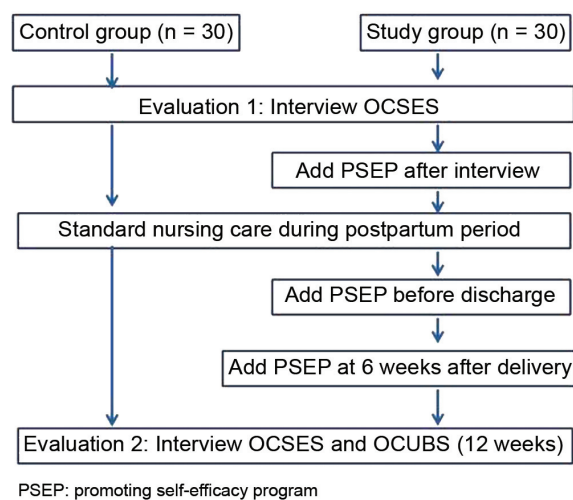 Control group (n = 30)
Study group (n = 30)
Evaluation 1: Interview OCSES
Add PSEP after interview
Standard nursing care during postpartum period
Add PSEP before discharge
Add PSEP at 6 weeks after delivery
Evaluation 2: Interview OCSES and OCUBS (12 weeks)
PSEP: promoting self-efficacy program